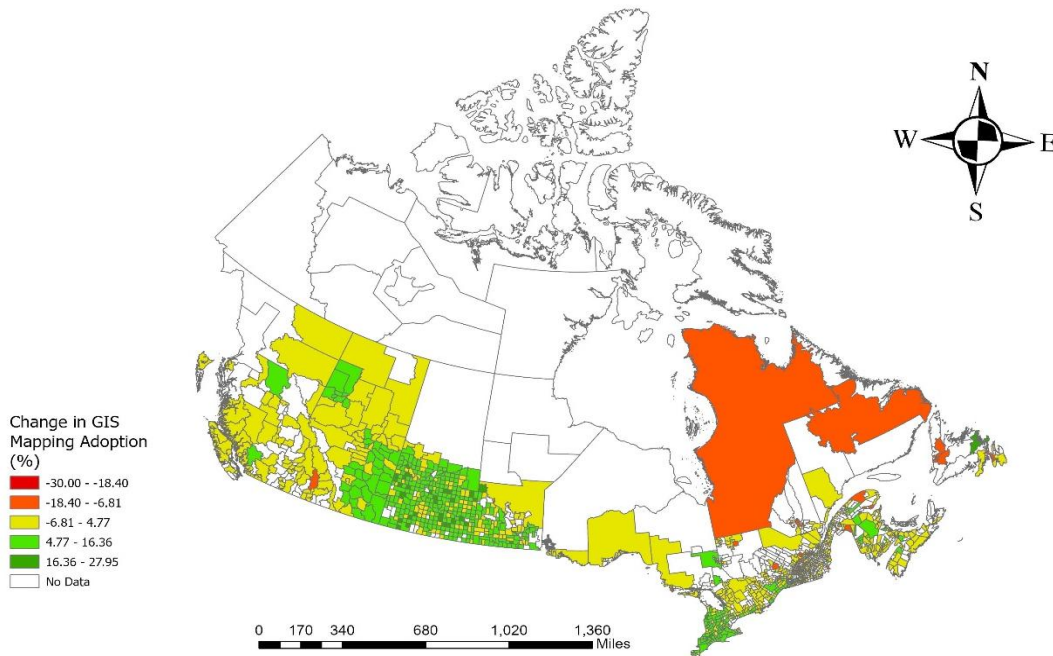 N
W E
S
Change in GIS
Mapping Adoption
(%)
-30.00 - -18.40
-18.40 - -6.81
-6.81 - 4.77
4.77 - 16.36
16.36 - 27.95
No Data
0 170 340 680 1,020 1,360
Miles